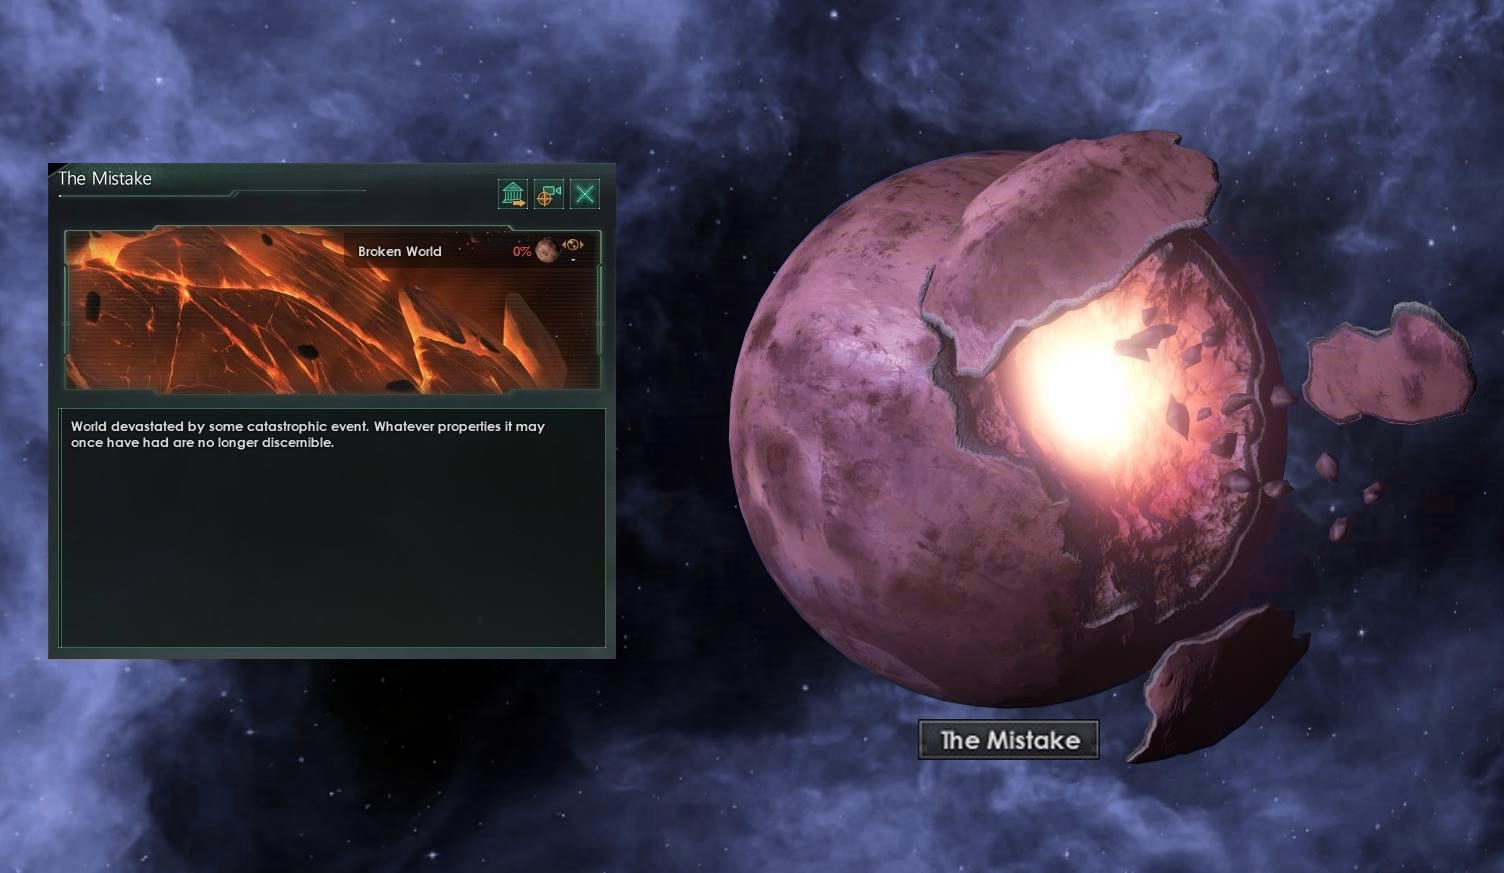 The Mistake
Broken World
0%
-
World devastated by some catastrophic event. Whatever properties it may
once have had are no longer discernible.
The Mistake